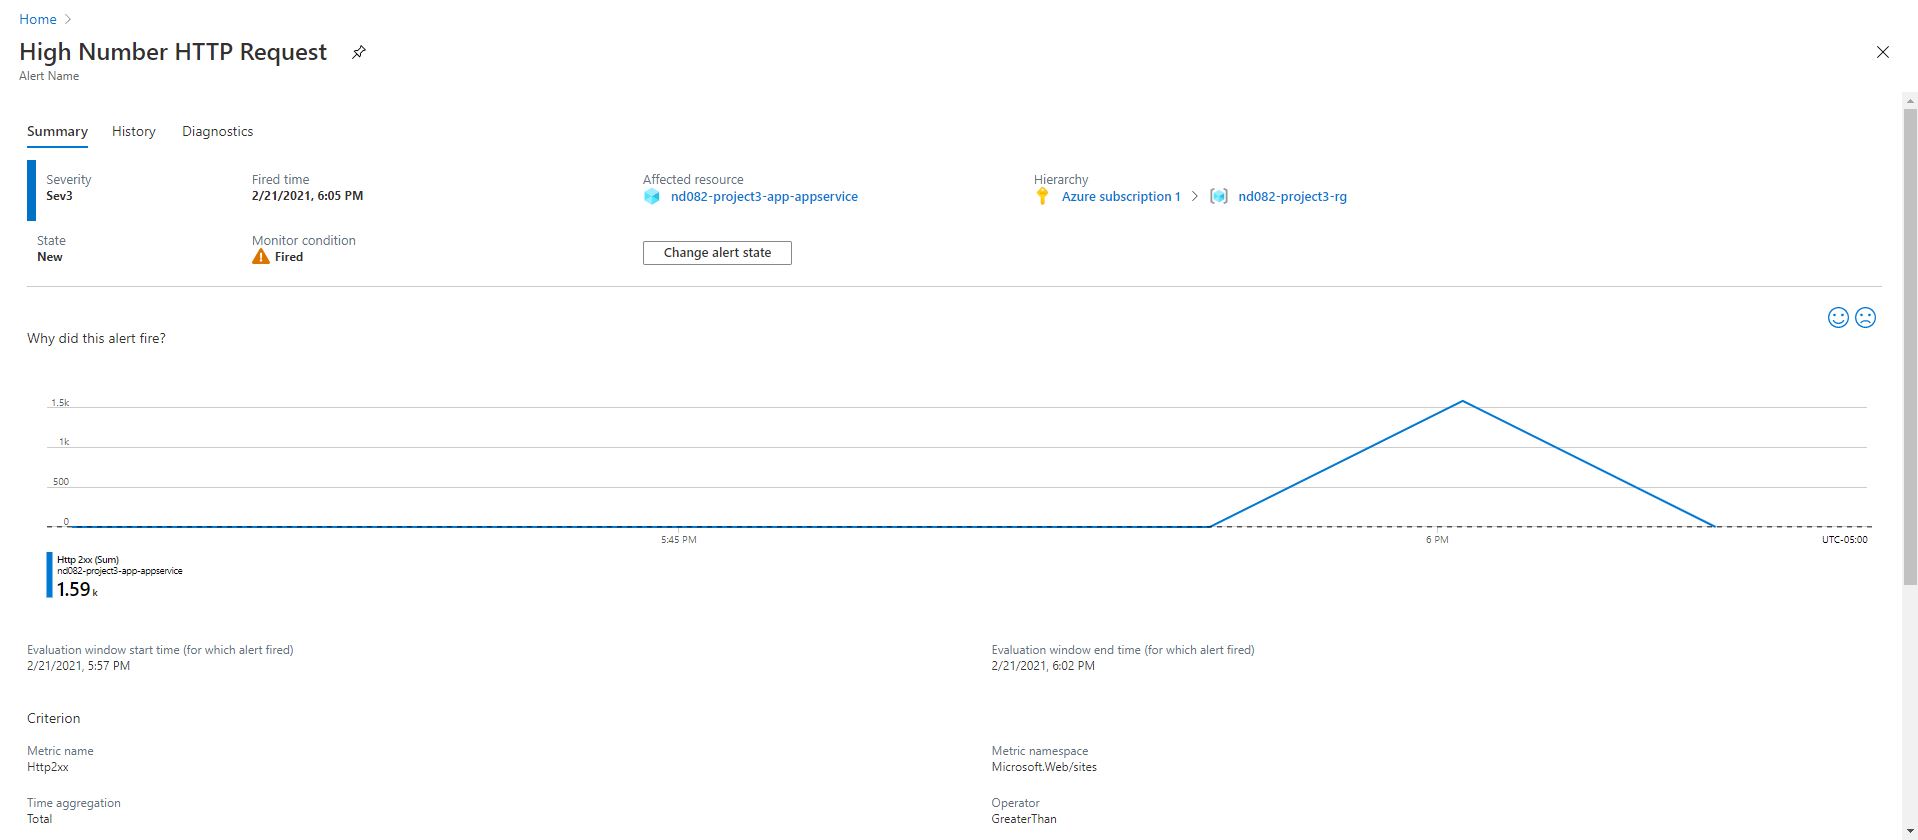 Home
High Number HTTP Request
Alert Name
Summary History Diagnostics
Severity Fired time Affected resource Hierarchy
Sev3 2/21/2021, 6:05 PM nd082-project3-app-appservice Azure subscription 1 > nd082-project3-rg
State Monitor condition
New Fired Change alert state
Why did this alert fire?
1.5k
1k
500
0
5:45 PM 6 PM UTC-05:00
Http 2xx (Sum)
nd082-project3-app-appservice
1.59 k
Evaluation window start time (for which alert fired) Evaluation window end time (for which alert fired)
2/21/2021, 5:57 PM 2/21/2021, 6:02 PM
Criterion
Metric name Metric namespace
Http2xx Microsoft.Web/sites
Time aggregation Operator
Total GreaterThan